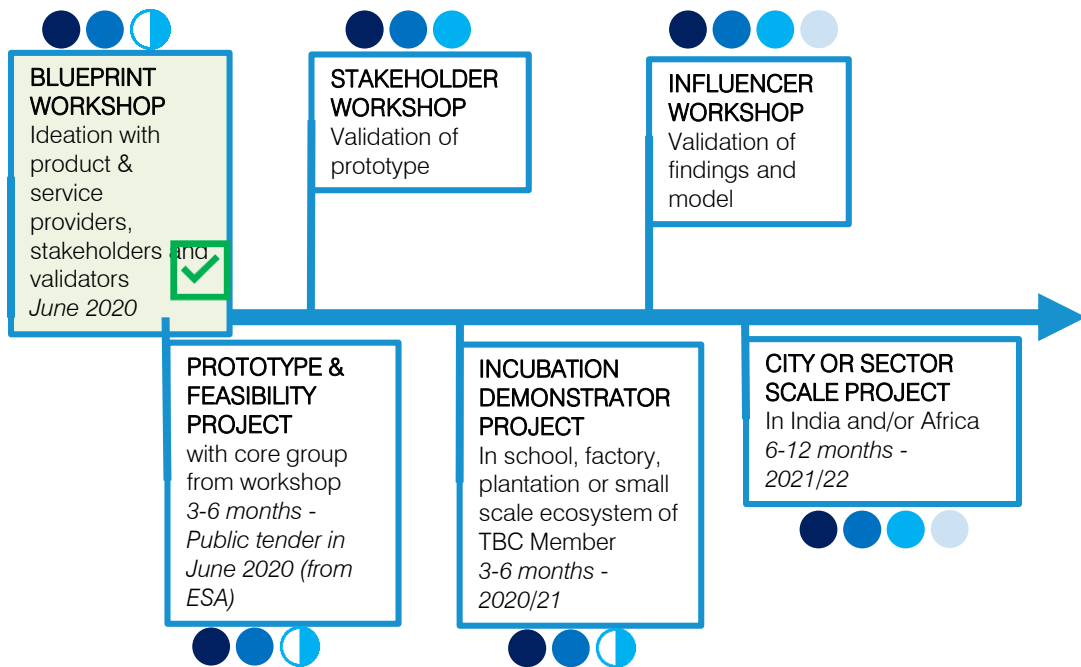 BLUEPRINT
WORKSHOP
Ideation with
product &
service
providers,
stakeholders and
validators
June 2020
STAKEHOLDER
WORKSHOP
Validation of
prototype
INFLUENCER
WORKSHOP
Validation of
findings and
model
PROTOTYPE &
FEASIBILITY
PROJECT
with core group
from workshop
3-6 months -
Public tender in
June 2020 (from
ESA)
INCUBATION
DEMONSTRATOR
PROJECT
In school, factory,
plantation or small
scale ecosystem of
TBC Member
3-6 months -
2020/21
CITY OR SECTOR
SCALE PROJECT
In India and/or Africa
6-12 months -
2021/22